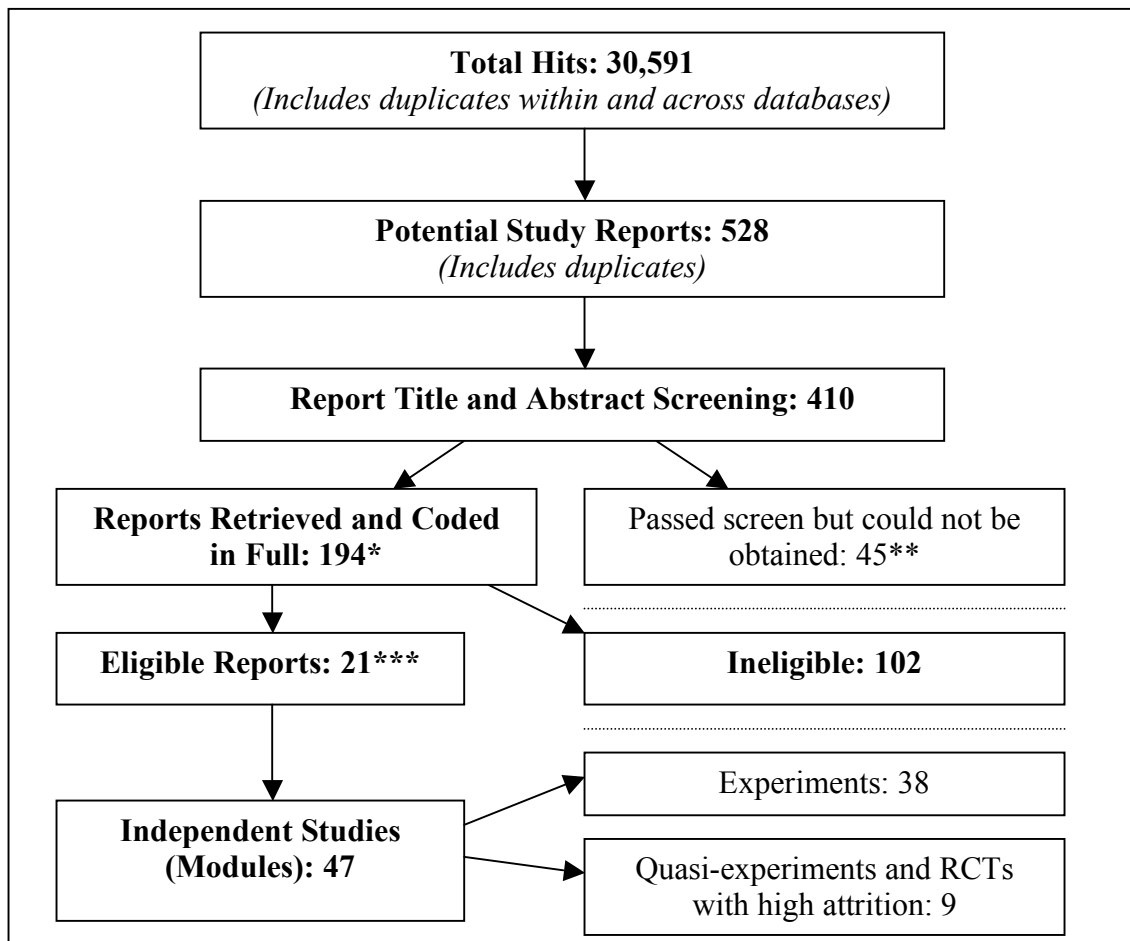 Total Hits: 30,591
(Includes duplicates within and across databases)
Potential Study Reports: 528
(Includes duplicates)
Report Title and Abstract Screening: 410
Reports Retrieved and Coded
in Full: 194*
Passed screen but could not be
obtained: 45**
Eligible Reports: 21***
Ineligible: 102
Experiments: 38
Independent Studies
(Modules): 47
Quasi-experiments and RCTs
with high attrition: 9